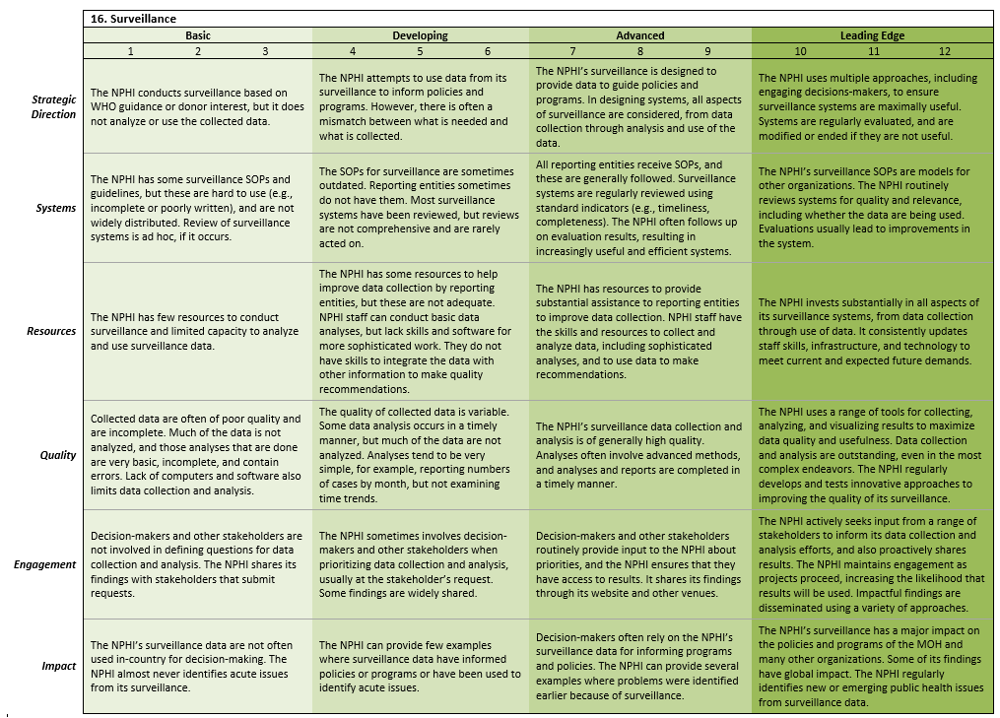 16. Surveillance
Basic Developing Advanced Leading Edge
1 2 3 4 5 6 7 8 9 10 11 12
Strategic
Direction
The NPHI conducts surveillance based on
WHO guidance or donor interest, but it does
not analyze or use the collected data.
The NPHI attempts to use data from its
surveillance to inform policies and
programs. However, there is often a
mismatch between what is needed and
what is collected.
The NPHI's surveillance is designed to
provide data to guide policies and
programs. In designing systems, all aspects
of surveillance are considered, from data
collection through analysis and use of the
data.
The NPHI uses multiple approaches, including
engaging decisions-makers, to ensure
surveillance systems are maximally useful.
Systems are regularly evaluated, and are
modified or ended if they are not useful.
Systems
The NPHI has some surveillance SOPs and
guidelines, but these are hard to use (e.g.,
incomplete or poorly written), and are not
widely distributed. Review of surveillance
systems is ad hoc, if it occurs.
The SOPs for surveillance are sometimes
outdated. Reporting entities sometimes
do not have them. Most surveillance
systems have been reviewed, but reviews
are not comprehensive and are rarely
acted on.
All reporting entities receive SOPs, and
these are generally followed. Surveillance
systems are regularly reviewed using
standard indicators (e.g., timeliness,
completeness). The NPHI often follows up
on evaluation results, resulting in
increasingly useful and efficient systems.
The NPHI's surveillance SOPs are models for
other organizations. The NPHI routinely
reviews systems for quality and relevance,
including whether the data are being used.
Evaluations usually lead to improvements in
the system.
Resources
The NPHI has few resources to conduct
surveillance and limited capacity to analyze
and use surveillance data.
The NPHI has some resources to help
improve data collection by reporting
entities, but these are not adequate.
NPHI staff can conduct basic data
analyses, but lack skills and software for
more sophisticated work. They do not
have skills to integrate the data with
other information to make quality
recommendations.
The NPHI has resources to provide
substantial assistance to reporting entities
to improve data collection. NPHI staff have
the skills and resources to collect and
analyze data, including sophisticated
analyses, and to use data to make
recommendations.
The NPHI invests substantially in all aspects of
its surveillance systems, from data collection
through use of data. It consistently updates
staff skills, infrastructure, and technology to
meet current and expected future demands.
Quality
Collected data are often of poor quality and
are incomplete. Much of the data is not
analyzed, and those analyses that are done
are very basic, incomplete, and contain
errors. Lack of computers and software also
limits data collection and analysis.
The quality of collected data is variable.
Some data analysis occurs in a timely
manner, but much of the data are not
analyzed. Analyses tend to be very
simple, for example, reporting numbers
of cases by month, but not examining
time trends.
The NPHI's surveillance data collection and
analysis is of generally high quality.
Analyses often involve advanced methods,
and analyses and reports are completed in
a timely manner.
The NPHI uses a range of tools for collecting,
analyzing, and visualizing results to maximize
data quality and usefulness. Data collection
and analysis are outstanding, even in the most
complex endeavors. The NPHI regularly
develops and tests innovative approaches to
improving the quality of its surveillance.
Engagement
Decision-makers and other stakeholders are
not involved in defining questions for data
collection and analysis. The NPHI shares its
findings with stakeholders that submit
requests.
The NPHI sometimes involves decision-
makers and other stakeholders when
prioritizing data collection and analysis,
usually at the stakeholder's request.
Some findings are widely shared.
Decision-makers and other stakeholders
routinely provide input to the NPHI about
priorities, and the NPHI ensures that they
have access to results. It shares its findings
through its website and other venues.
The NPHI actively seeks input from a range of
stakeholders to inform its data collection and
analysis efforts, and also proactively shares
results. The NPHI maintains engagement as
projects proceed, increasing the likelihood that
results will be used. Impactful findings are
disseminated using a variety of approaches.
Impact
The NPHI's surveillance data are not often
used in-country for decision-making. The
NPHI almost never identifies acute issues
from its surveillance.
The NPHI can provide few examples
where surveillance data have informed
policies or programs or have been used to
identify acute issues.
Decision-makers often rely on the NPHI's
surveillance data for informing programs
and policies. The NPHI can provide several
examples where problems were identified
earlier because of surveillance.
The NPHI's surveillance has a major impact on
the policies and programs of the MOH and
many other organizations. Some of its findings
have global impact. The NPHI regularly
identifies new or emerging public health issues
from surveillance data.